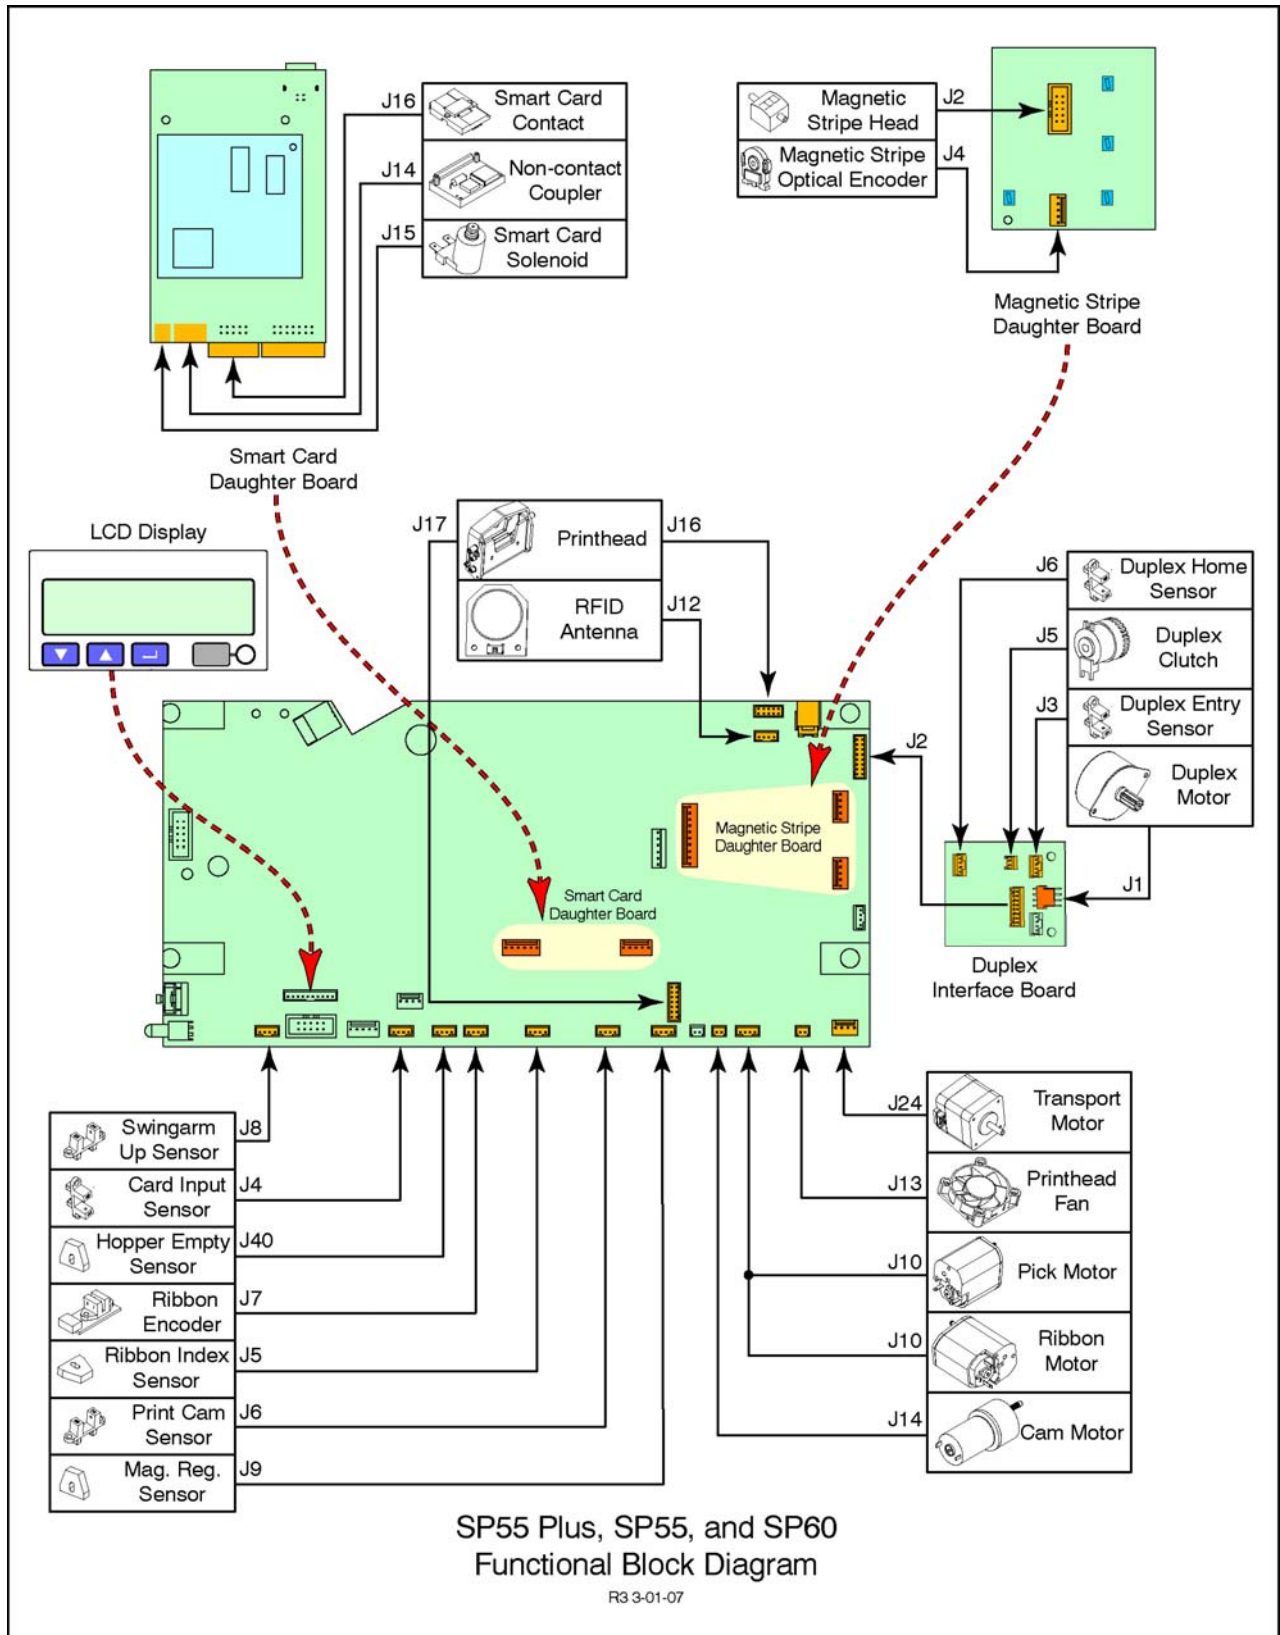 J16
Smart Card
Contact
J14
Non-contact
Coupler
J15
Smart Card
Solenoid
Smart Card
Daughter Board
Magnetic
Stripe Head
J2
Magnetic Stripe
Optical Encoder
J4
Magnetic Stripe
Daughter Board
LCD Display
J17
Printhead
J16
RFID
Antenna
J12
J6
Duplex Home
Sensor
J5
Duplex
Clutch
J3
Duplex Entry
Sensor
Duplex
Motor
J2
J1
Duplex
Interface Board
Magnetic Stripe
Daughter Board
Smart Card
Daughter Board
Swingarm
Up Sensor
J8
Card Input
Sensor
J4
Hopper Empty
Sensor
J40
Ribbon
Encoder
J7
Ribbon Index
Sensor
J5
Print Cam
Sensor
J6
Mag. Reg.
Sensor
J9
J24
Transport
Motor
J13
Printhead
Fan
J10
Pick Motor
J10
Ribbon
Motor
J14
Cam Motor
SP55 Plus, SP55, and SP60
Functional Block Diagram
R3 3-01-07